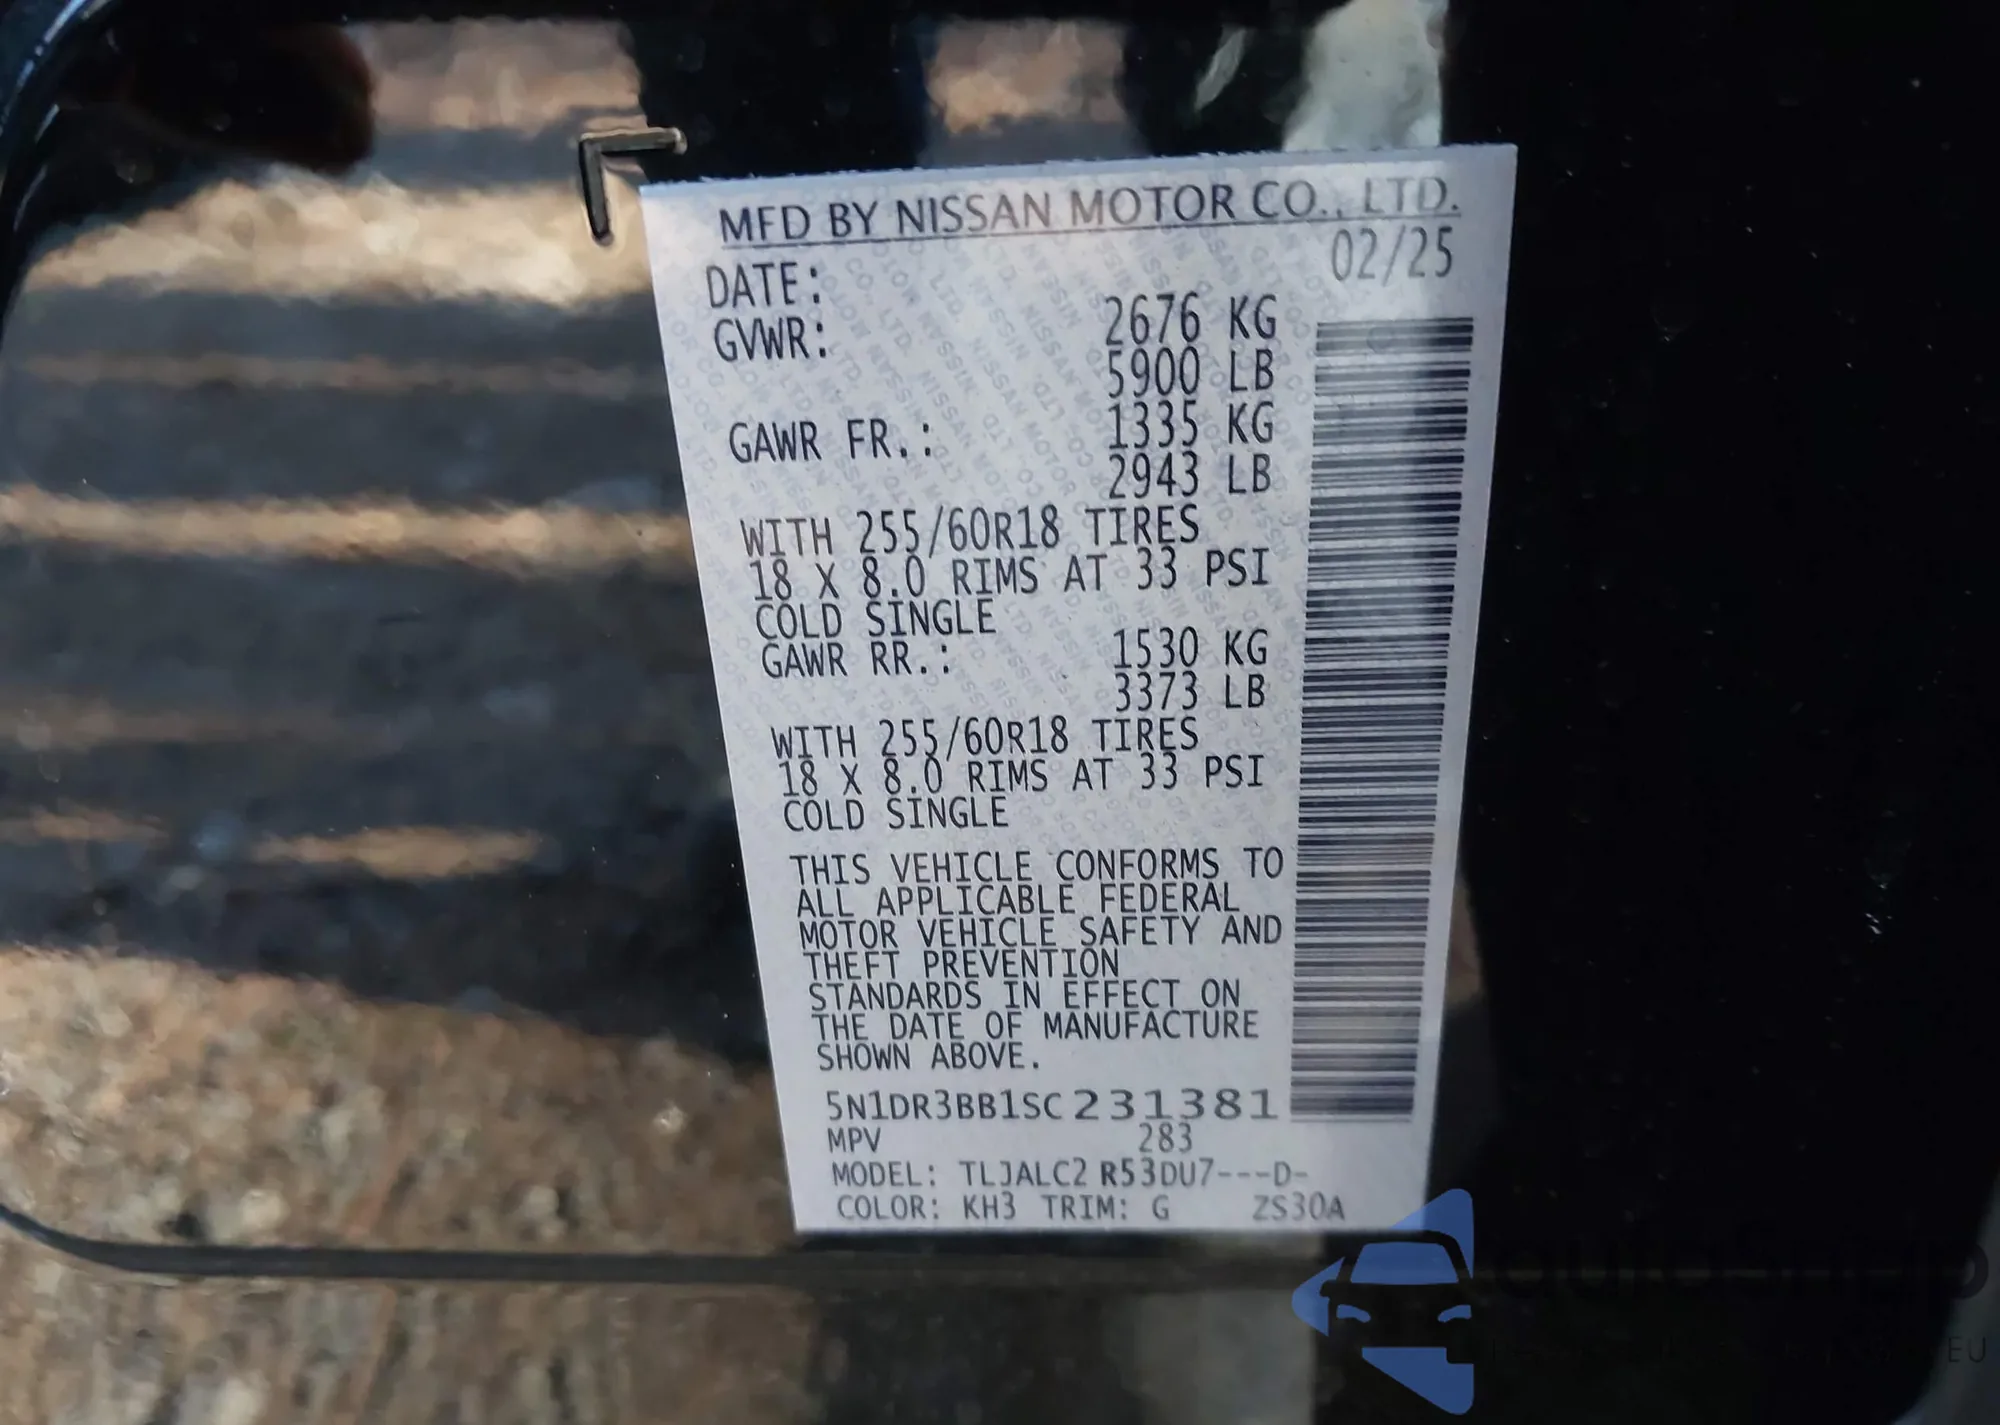 MFD BY NISSAN MOTOR CO., LTD.
DATE: 02/25
GVWR: 2676 KG
5900 LB
GAWR FR.: 1335 KG
2943 LB
WITH 255/60R18 TIRES
18 X 8.0 RIMS AT 33 PSI
COLD SINGLE
GAWR RR.: 1530 KG
3373 LB
WITH 255/60R18 TIRES
18 X 8.0 RIMS AT 33 PSI
COLD SINGLE
THIS VEHICLE CONFORMS TO
ALL APPLICABLE FEDERAL
MOTOR VEHICLE SAFETY AND
THEFT PREVENTION
STANDARDS IN EFFECT ON
THE DATE OF MANUFACTURE
SHOWN ABOVE.
5N1DR3BB1SC231381
MPV 283
MODEL: TLJALC2 R53DU7---D-
COLOR: KH3 TRIM: G ZS30A